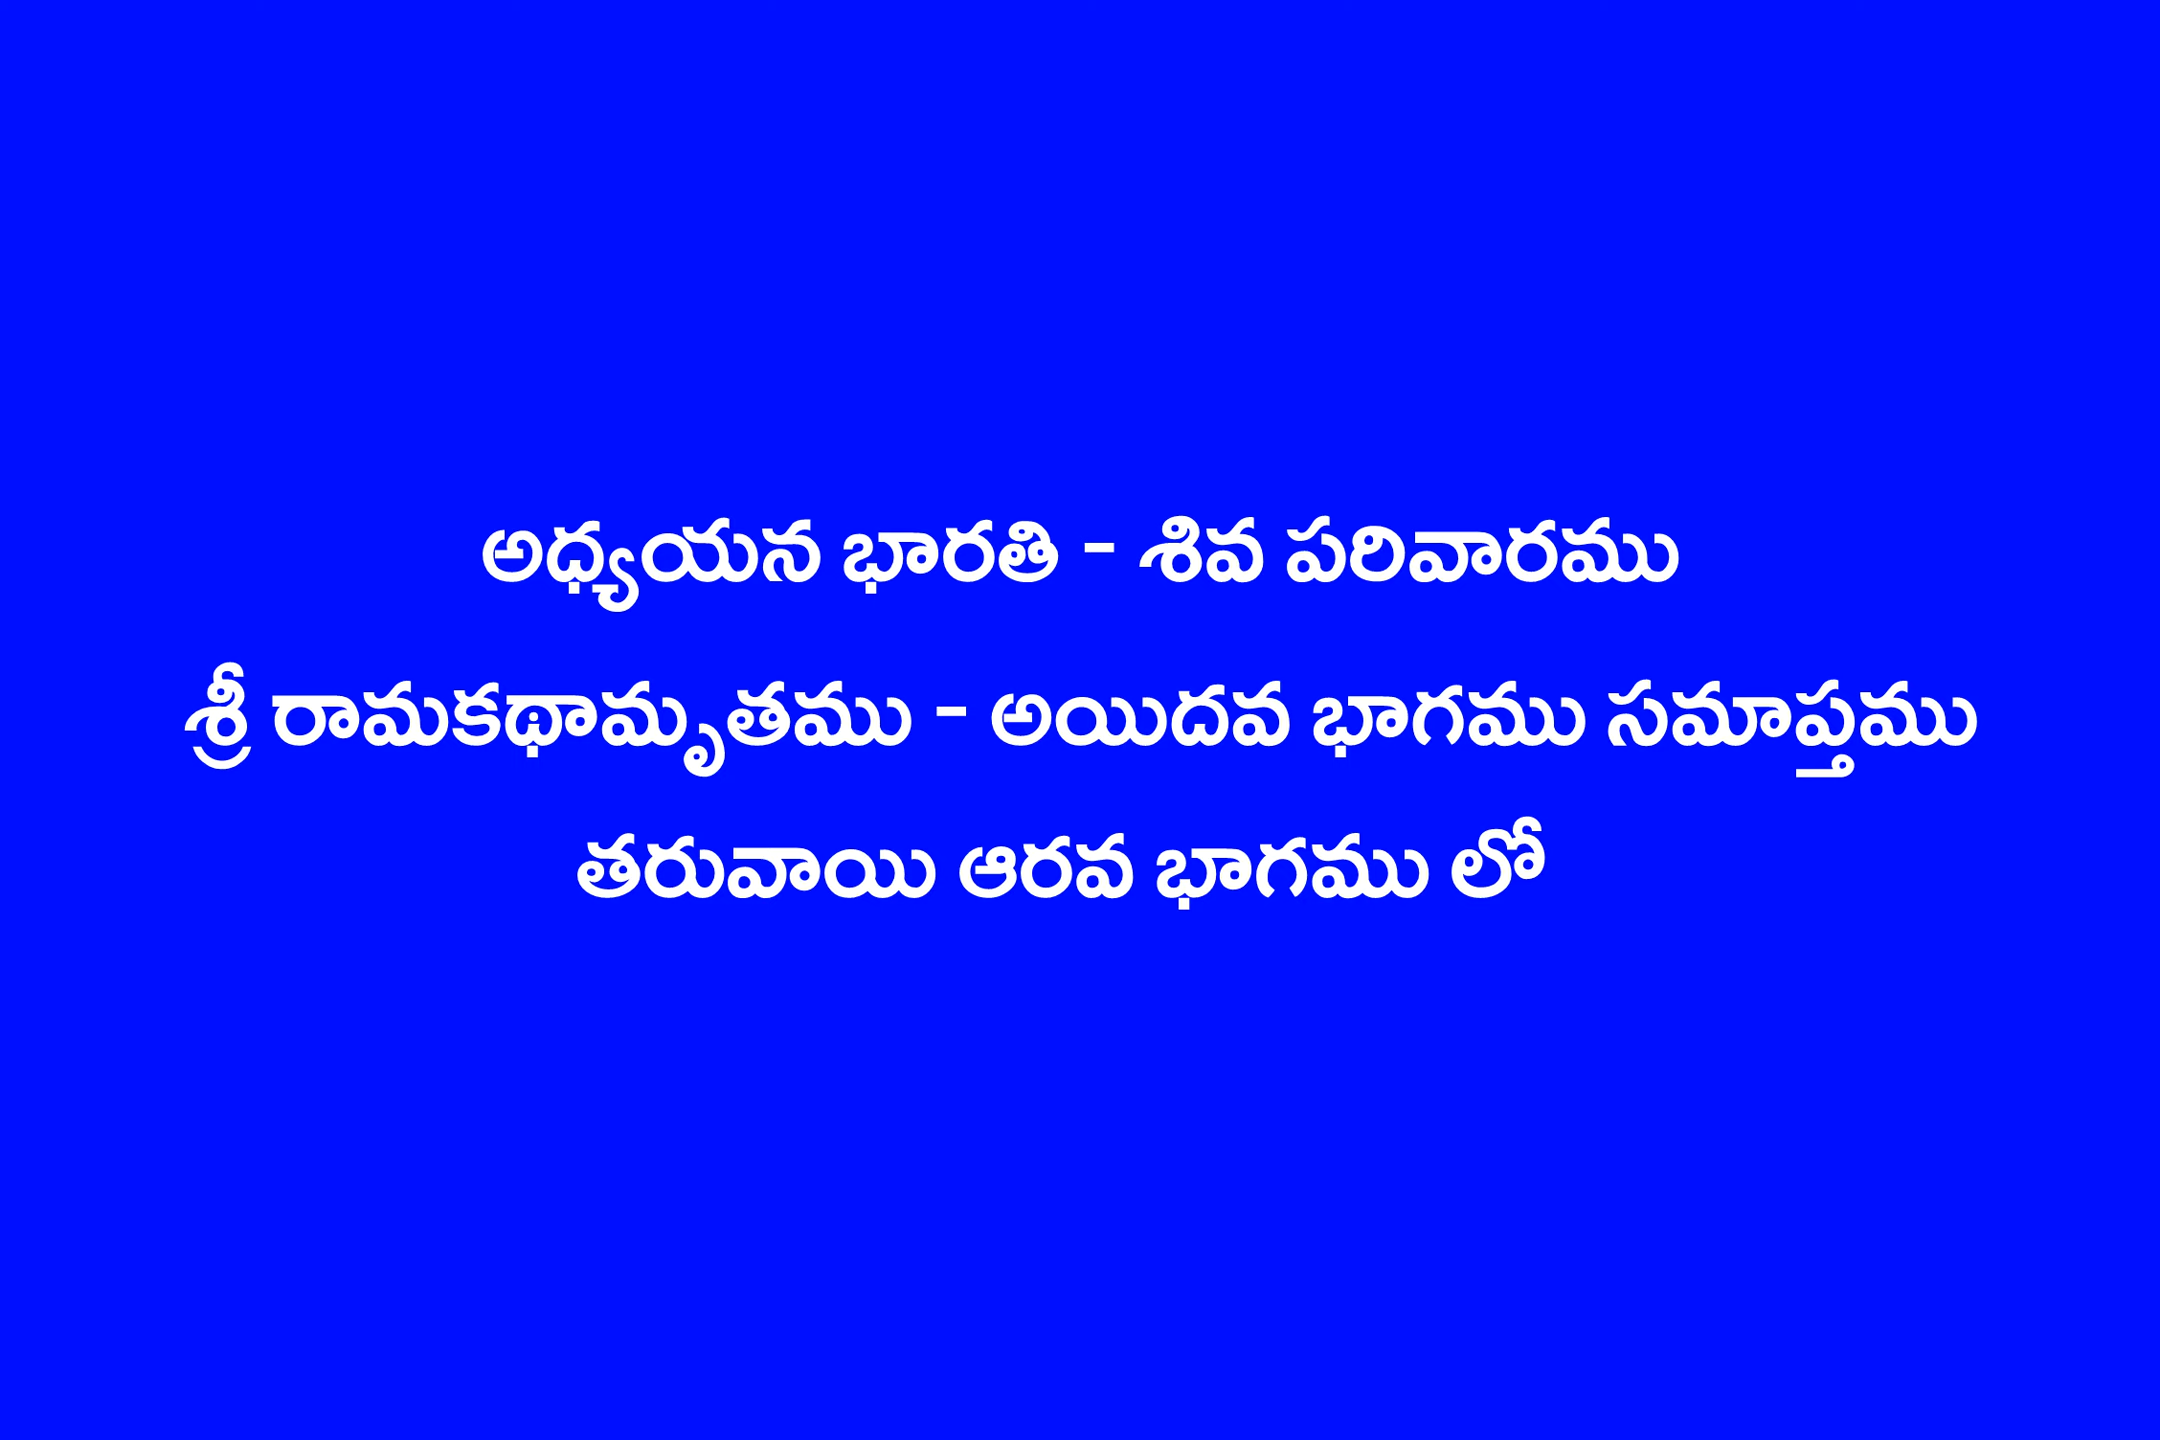 అధ్యయన భారతి - శివ పరివారము
శ్రీ రామకథామృతము - అయిదవ భాగము సమాప్తము
తరువాయి ఆరవ భాగము లో